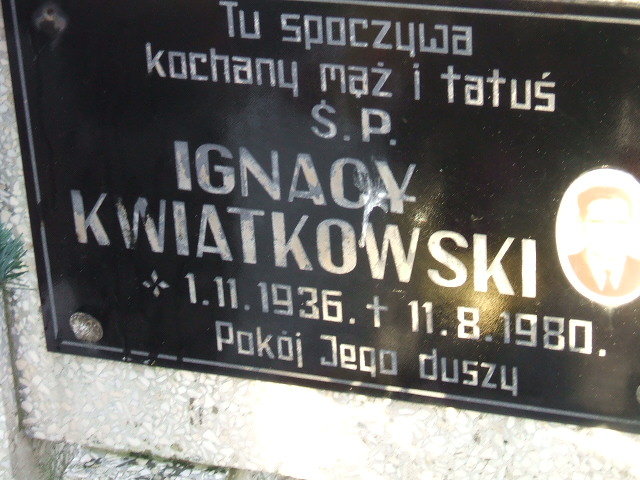 Tu spoczywa
kochany mąż i tatuś
Ś.P.
IGNACY
KWIATKOWSKI
1.11.1936. † 11.8.1980.
Pokój Jego duszy